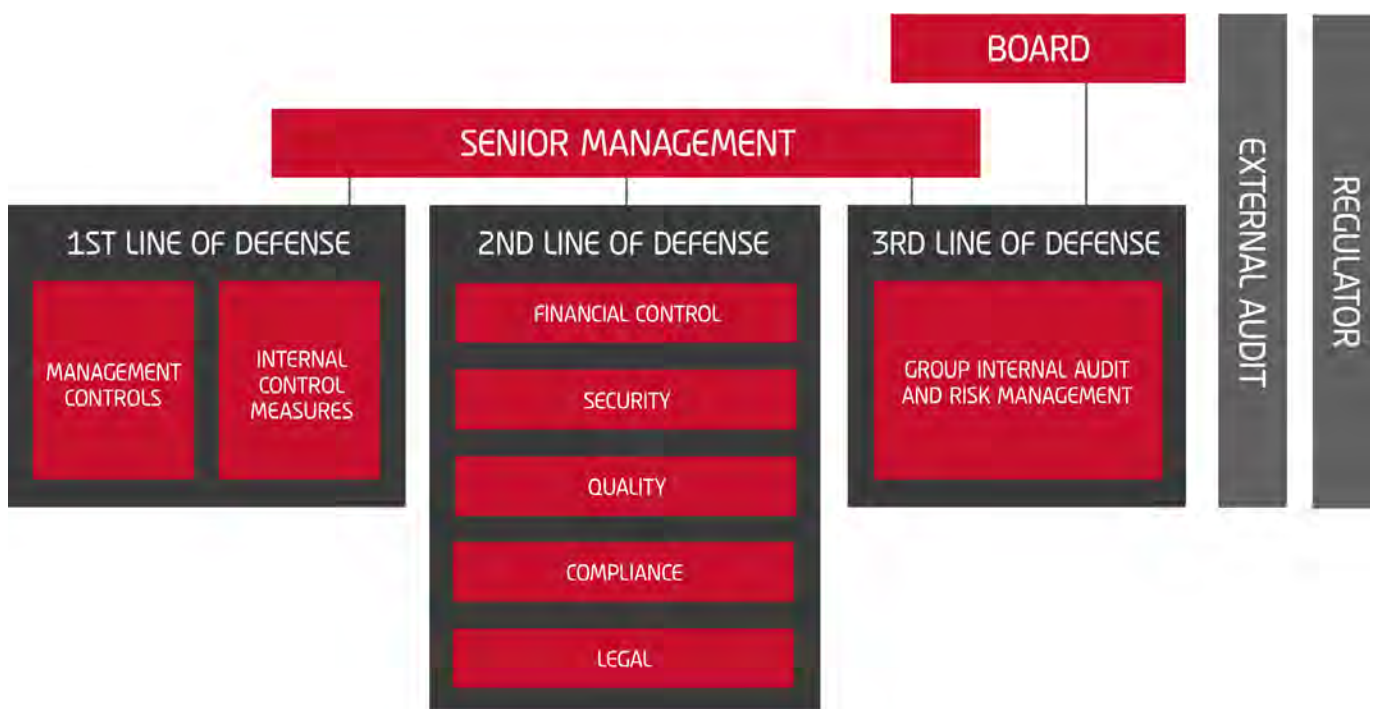 BOARD
SENIOR MANAGEMENT
1ST LINE OF DEFENSE
MANAGEMENT
CONTROLS
INTERNAL
CONTROL
MEASURES
2ND LINE OF DEFENSE
FINANCIAL CONTROL
SECURITY
QUALITY
COMPLIANCE
LEGAL
3RD LINE OF DEFENSE
GROUP INTERNAL AUDIT
AND RISK MANAGEMENT
EXTERNAL AUDIT
REGULATOR